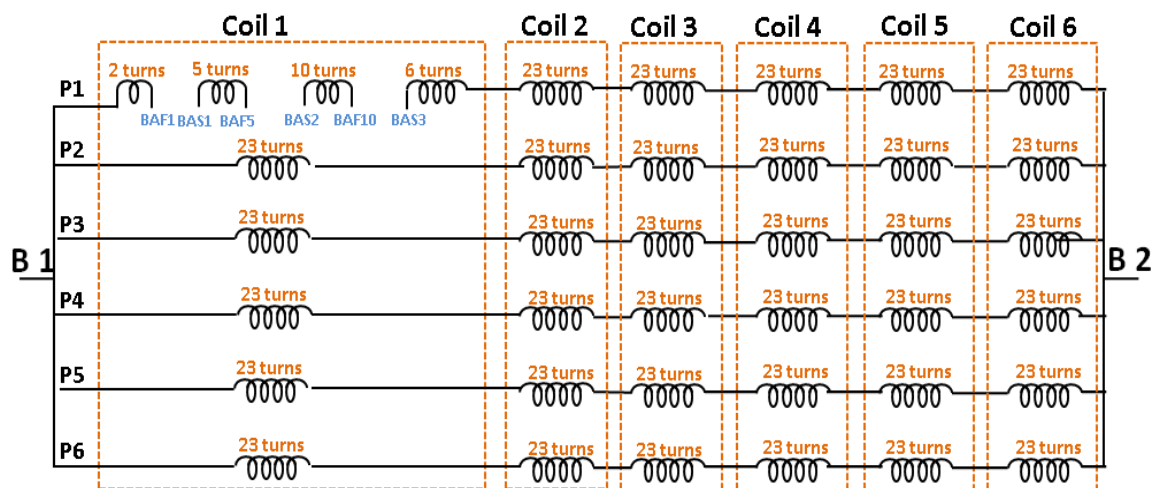 Coil 1 Coil 2 Coil 3 Coil 4 Coil 5 Coil 6
2 turns 5 turns 10 turns 6 turns 23 turns 23 turns 23 turns 23 turns 23 turns
P1
BAF1 BAS1 BAF5 BAS2 BAF10 BAS3
P2 23 turns 23 turns 23 turns 23 turns 23 turns 23 turns
P3 23 turns 23 turns 23 turns 23 turns 23 turns 23 turns
B 1 B 2
P4 23 turns 23 turns 23 turns 23 turns 23 turns 23 turns
P5 23 turns 23 turns 23 turns 23 turns 23 turns 23 turns
P6 23 turns 23 turns 23 turns 23 turns 23 turns 23 turns